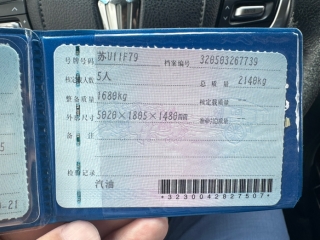 号牌号码 苏U11F79 档案编号 320503267739
核定载人数 5人 总质量 2140kg
整备质量 1680kg 核定载质量 --
外廓尺寸 5020×1805×1480mm 准牵引总质量 --
备注
检验记录
汽油
*3230042827507*
-21